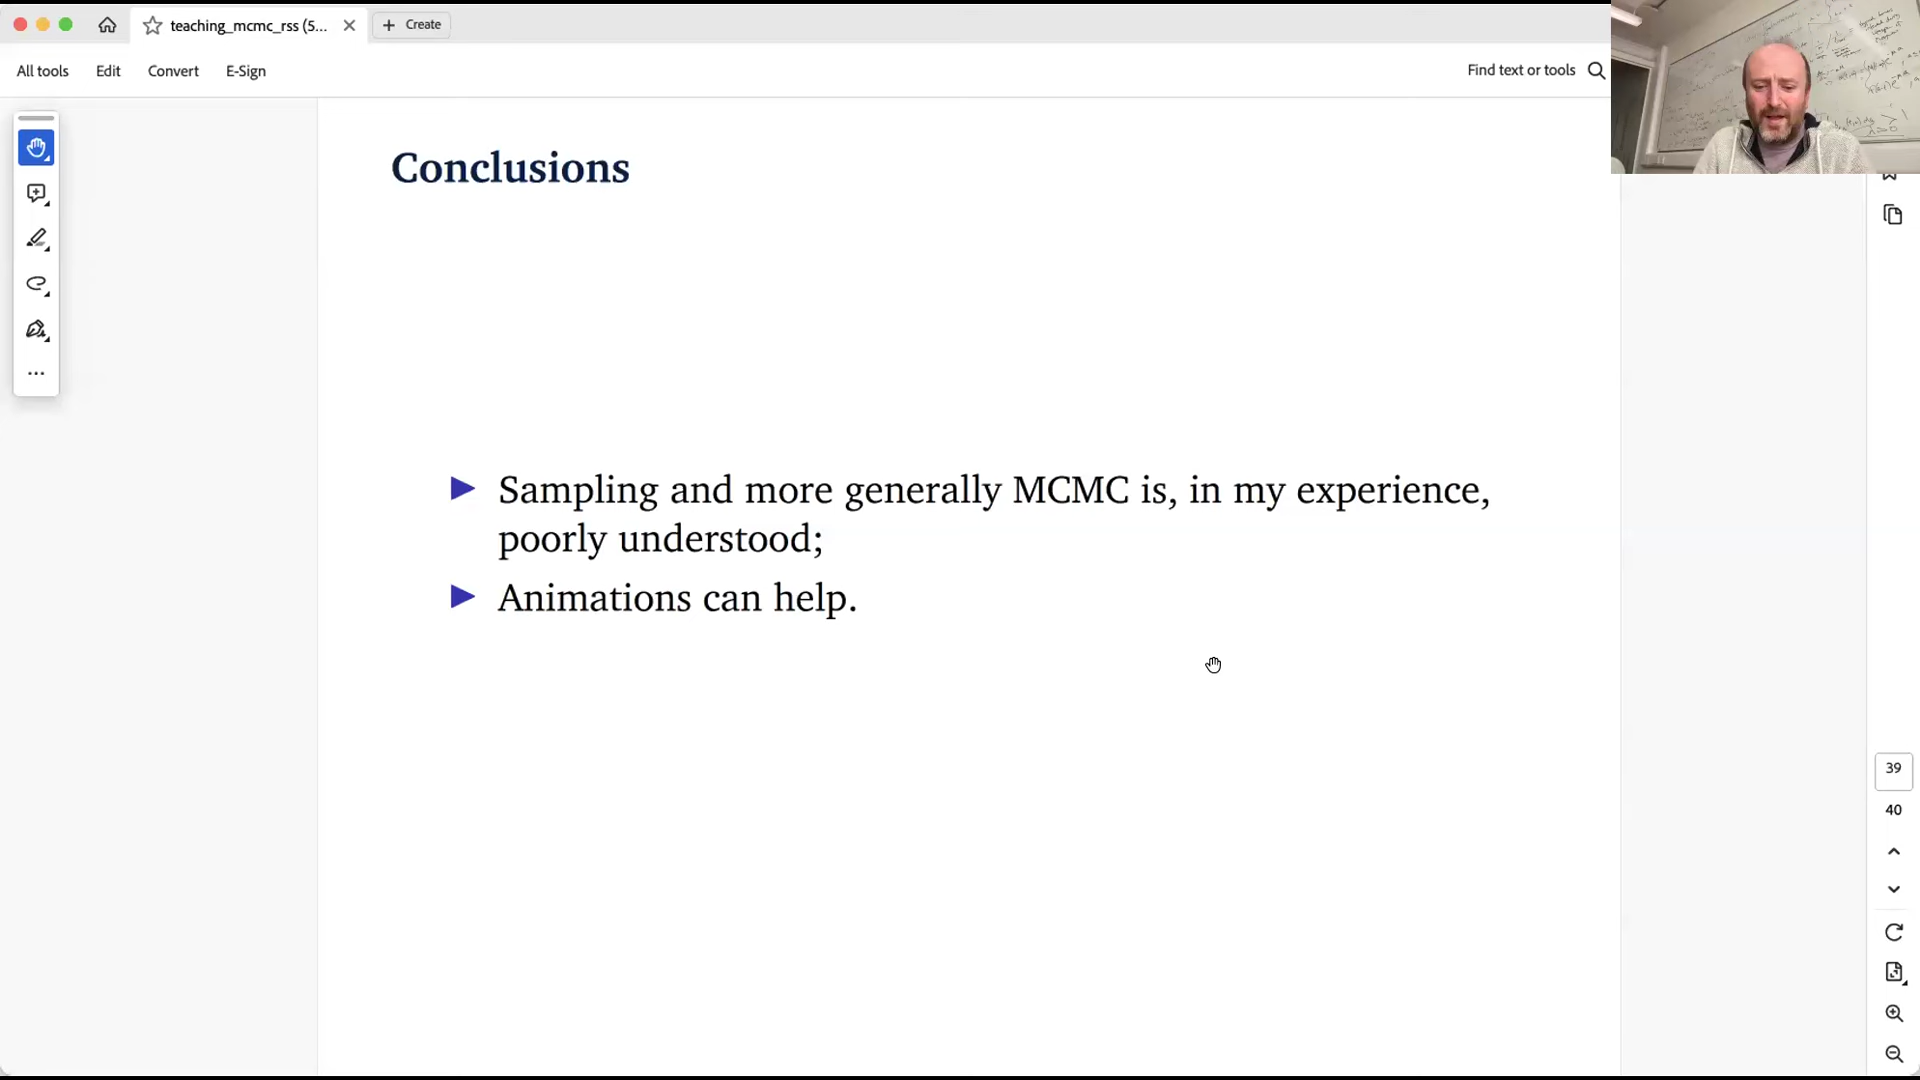 teaching_mcmc_rss (5...
Create
All tools
Edit
Convert
E-Sign
Find text or tools
Conclusions
Sampling and more generally MCMC is, in my experience,
poorly understood;
Animations can help.
39
40